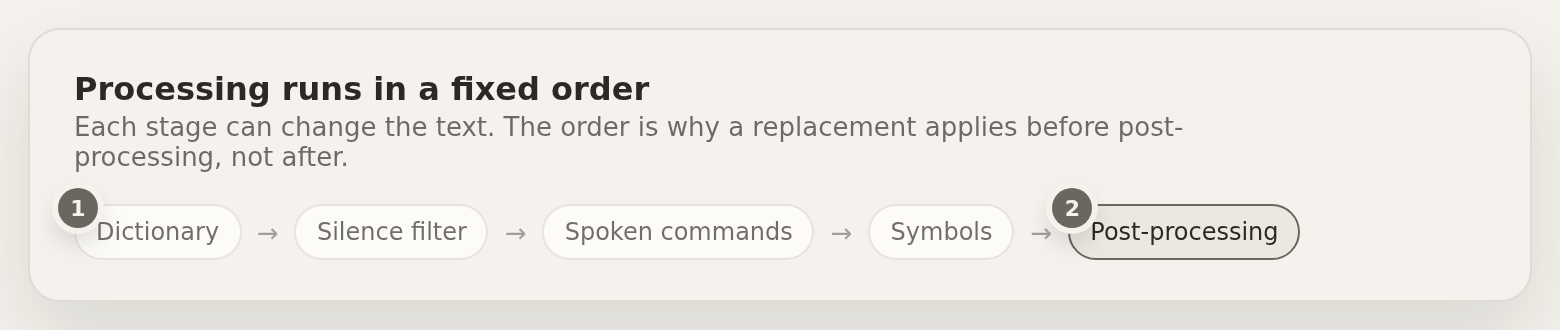 Processing runs in a fixed order
Each stage can change the text. The order is why a replacement applies before post-
processing, not after.
1 Dictionary → Silence filter → Spoken commands → Symbols → 2 Post-processing